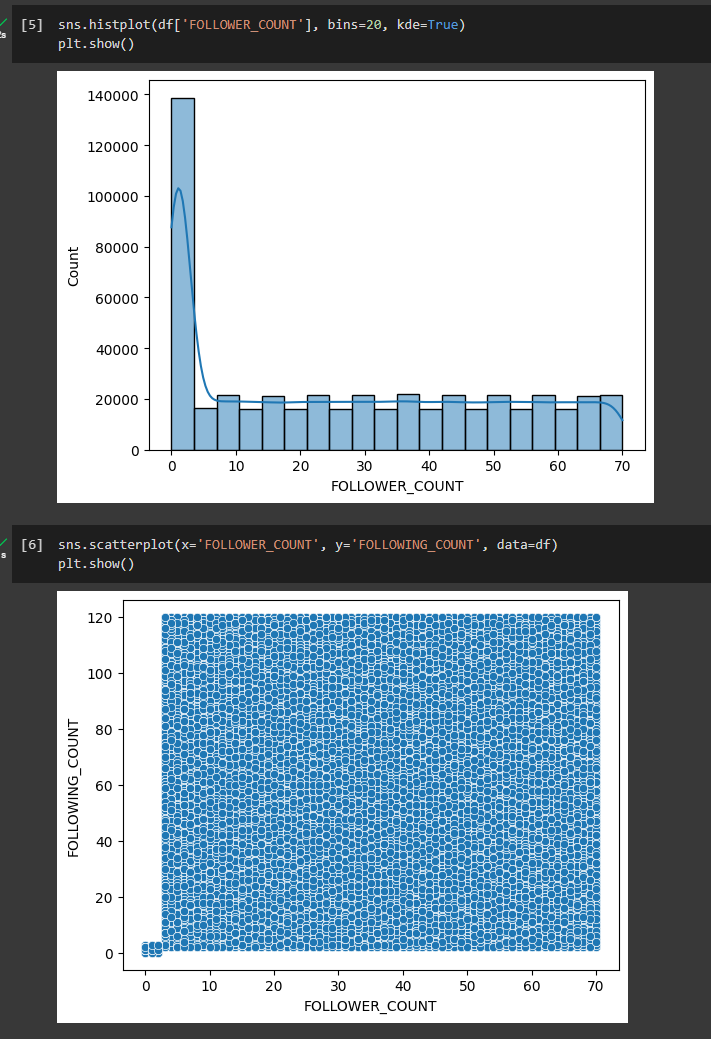 [5] sns.histplot(df['FOLLOWER_COUNT'], bins=20, kde=True)
s
plt.show()
140000
120000
100000
80000
60000
40000
20000
0
Count
0 10 20 30 40 50 60 70
FOLLOWER_COUNT
[6] sns.scatterplot(x='FOLLOWER_COUNT', y='FOLLOWING_COUNT', data=df)
s
plt.show()
120
100
80
60
40
20
0
FOLLOWING_COUNT
0 10 20 30 40 50 60 70
FOLLOWER_COUNT